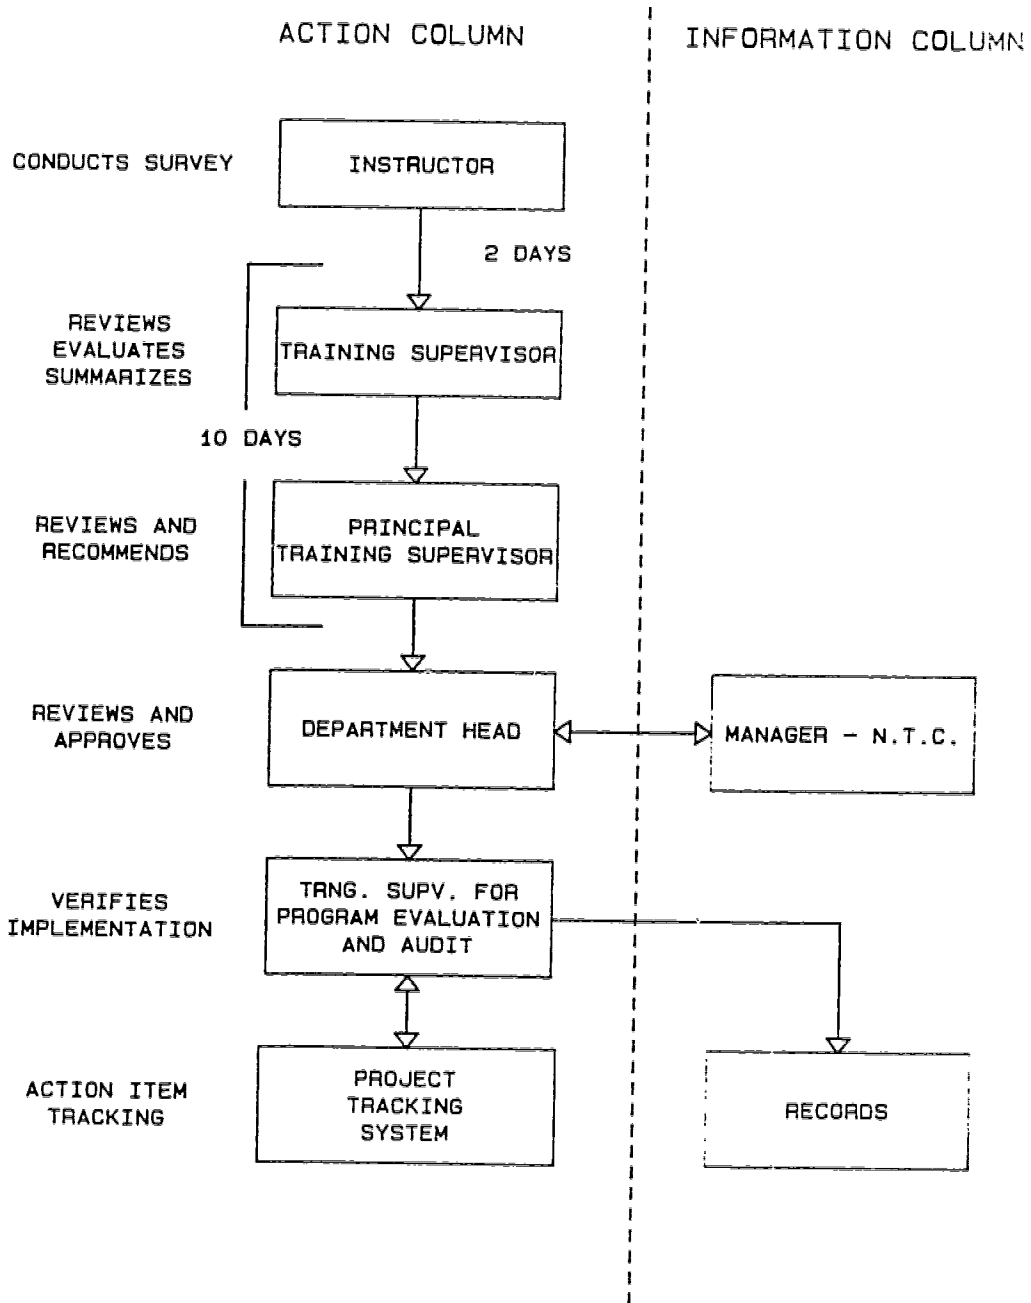 ACTION COLUMN
INFORMATION COLUMN
CONDUCTS SURVEY
INSTRUCTOR
2 DAYS
REVIEWS
EVALUATES
SUMMARIZES
TRAINING SUPERVISOR
10 DAYS
REVIEWS AND
RECOMMENDS
PRINCIPAL
TRAINING SUPERVISOR
REVIEWS AND
APPROVES
DEPARTMENT HEAD
MANAGER - N.T.C.
VERIFIES
IMPLEMENTATION
TRNG. SUPV. FOR
PROGRAM EVALUATION
AND AUDIT
ACTION ITEM
TRACKING
PROJECT
TRACKING
SYSTEM
RECORDS